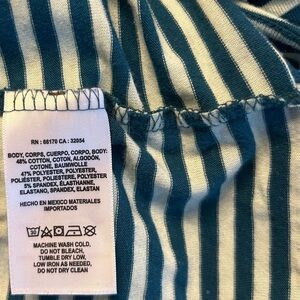 RN : 66170 CA : 32054
BODY, CORPS, CUERPO, CORPO, BODY:
48% COTTON, COTON, ALGODÓN,
COTONE, BAUMWOLLE
47% POLYESTER, POLYESTER,
POLIÉSTER, POLIESTERE, POLYESTER
5% SPANDEX, ÉLASTHANNE,
ELASTANO, SPANDEX, ELASTAN
HECHO EN MEXICO MATERIALES
IMPORTADOS
MACHINE WASH COLD,
DO NOT BLEACH,
TUMBLE DRY LOW,
LOW IRON AS NEEDED,
DO NOT DRY CLEAN